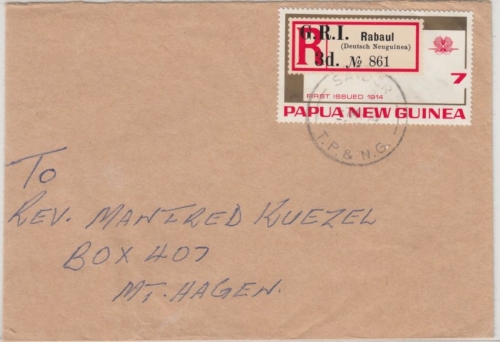 G.R.I. Rabaul
(Deutsch Neuguinea)
R
3d. № 861
7
FIRST ISSUED 1914
PAPUA NEW GUINEA
T.P. & N.G.
To
REV. MANFRED KUEZEL
BOX 407
MT. HAGEN.